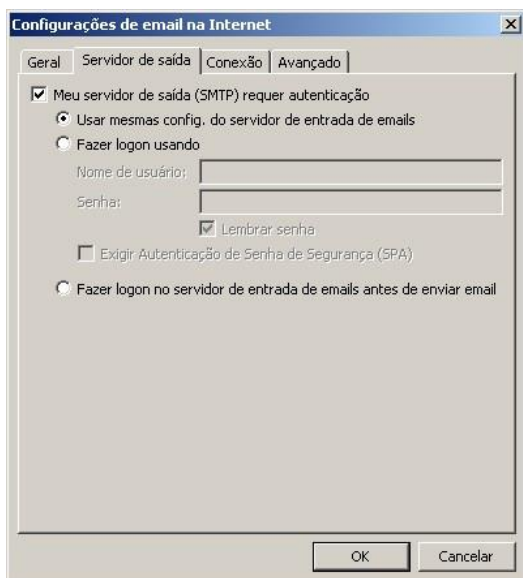 Configurações de email na Internet
Geral Servidor de saída Conexão Avançado
Meu servidor de saída (SMTP) requer autenticação
Usar mesmas config. do servidor de entrada de emails
Fazer logon usando
Nome de usuário:
Senha:
Lembrar senha
Exigir Autenticação de Senha de Segurança (SPA)
Fazer logon no servidor de entrada de emails antes de enviar email
OK Cancelar